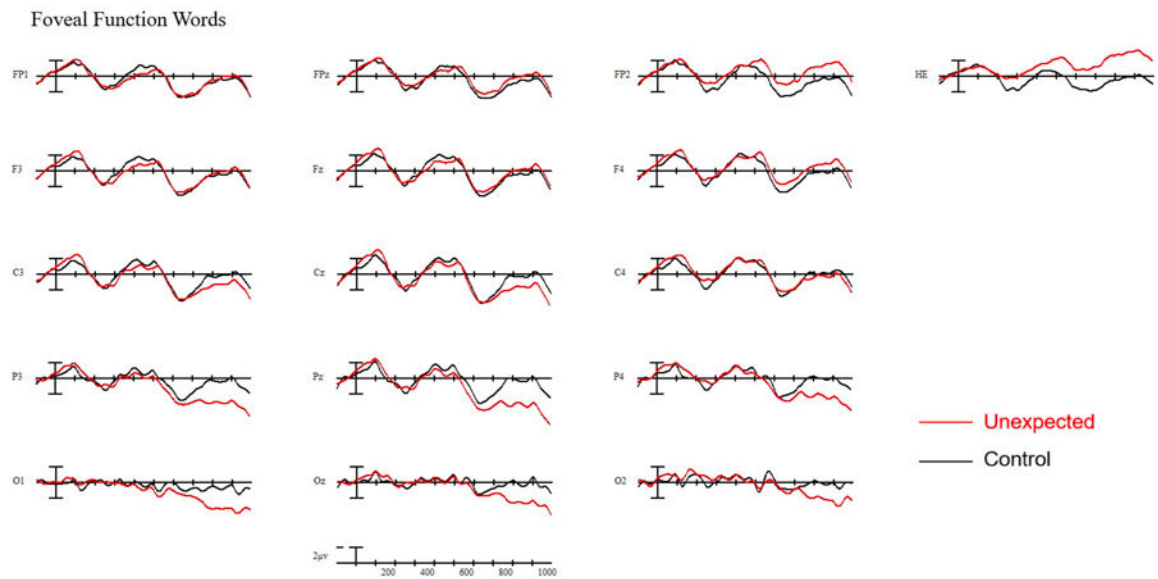 Foveal Function Words
FP1 FPz FP2 HE
F3 Fz F4
C3 Cz C4
P3 Pz P4
Unexpected
Control
O1 Oz O2
2μv
200 400 600 800 1000